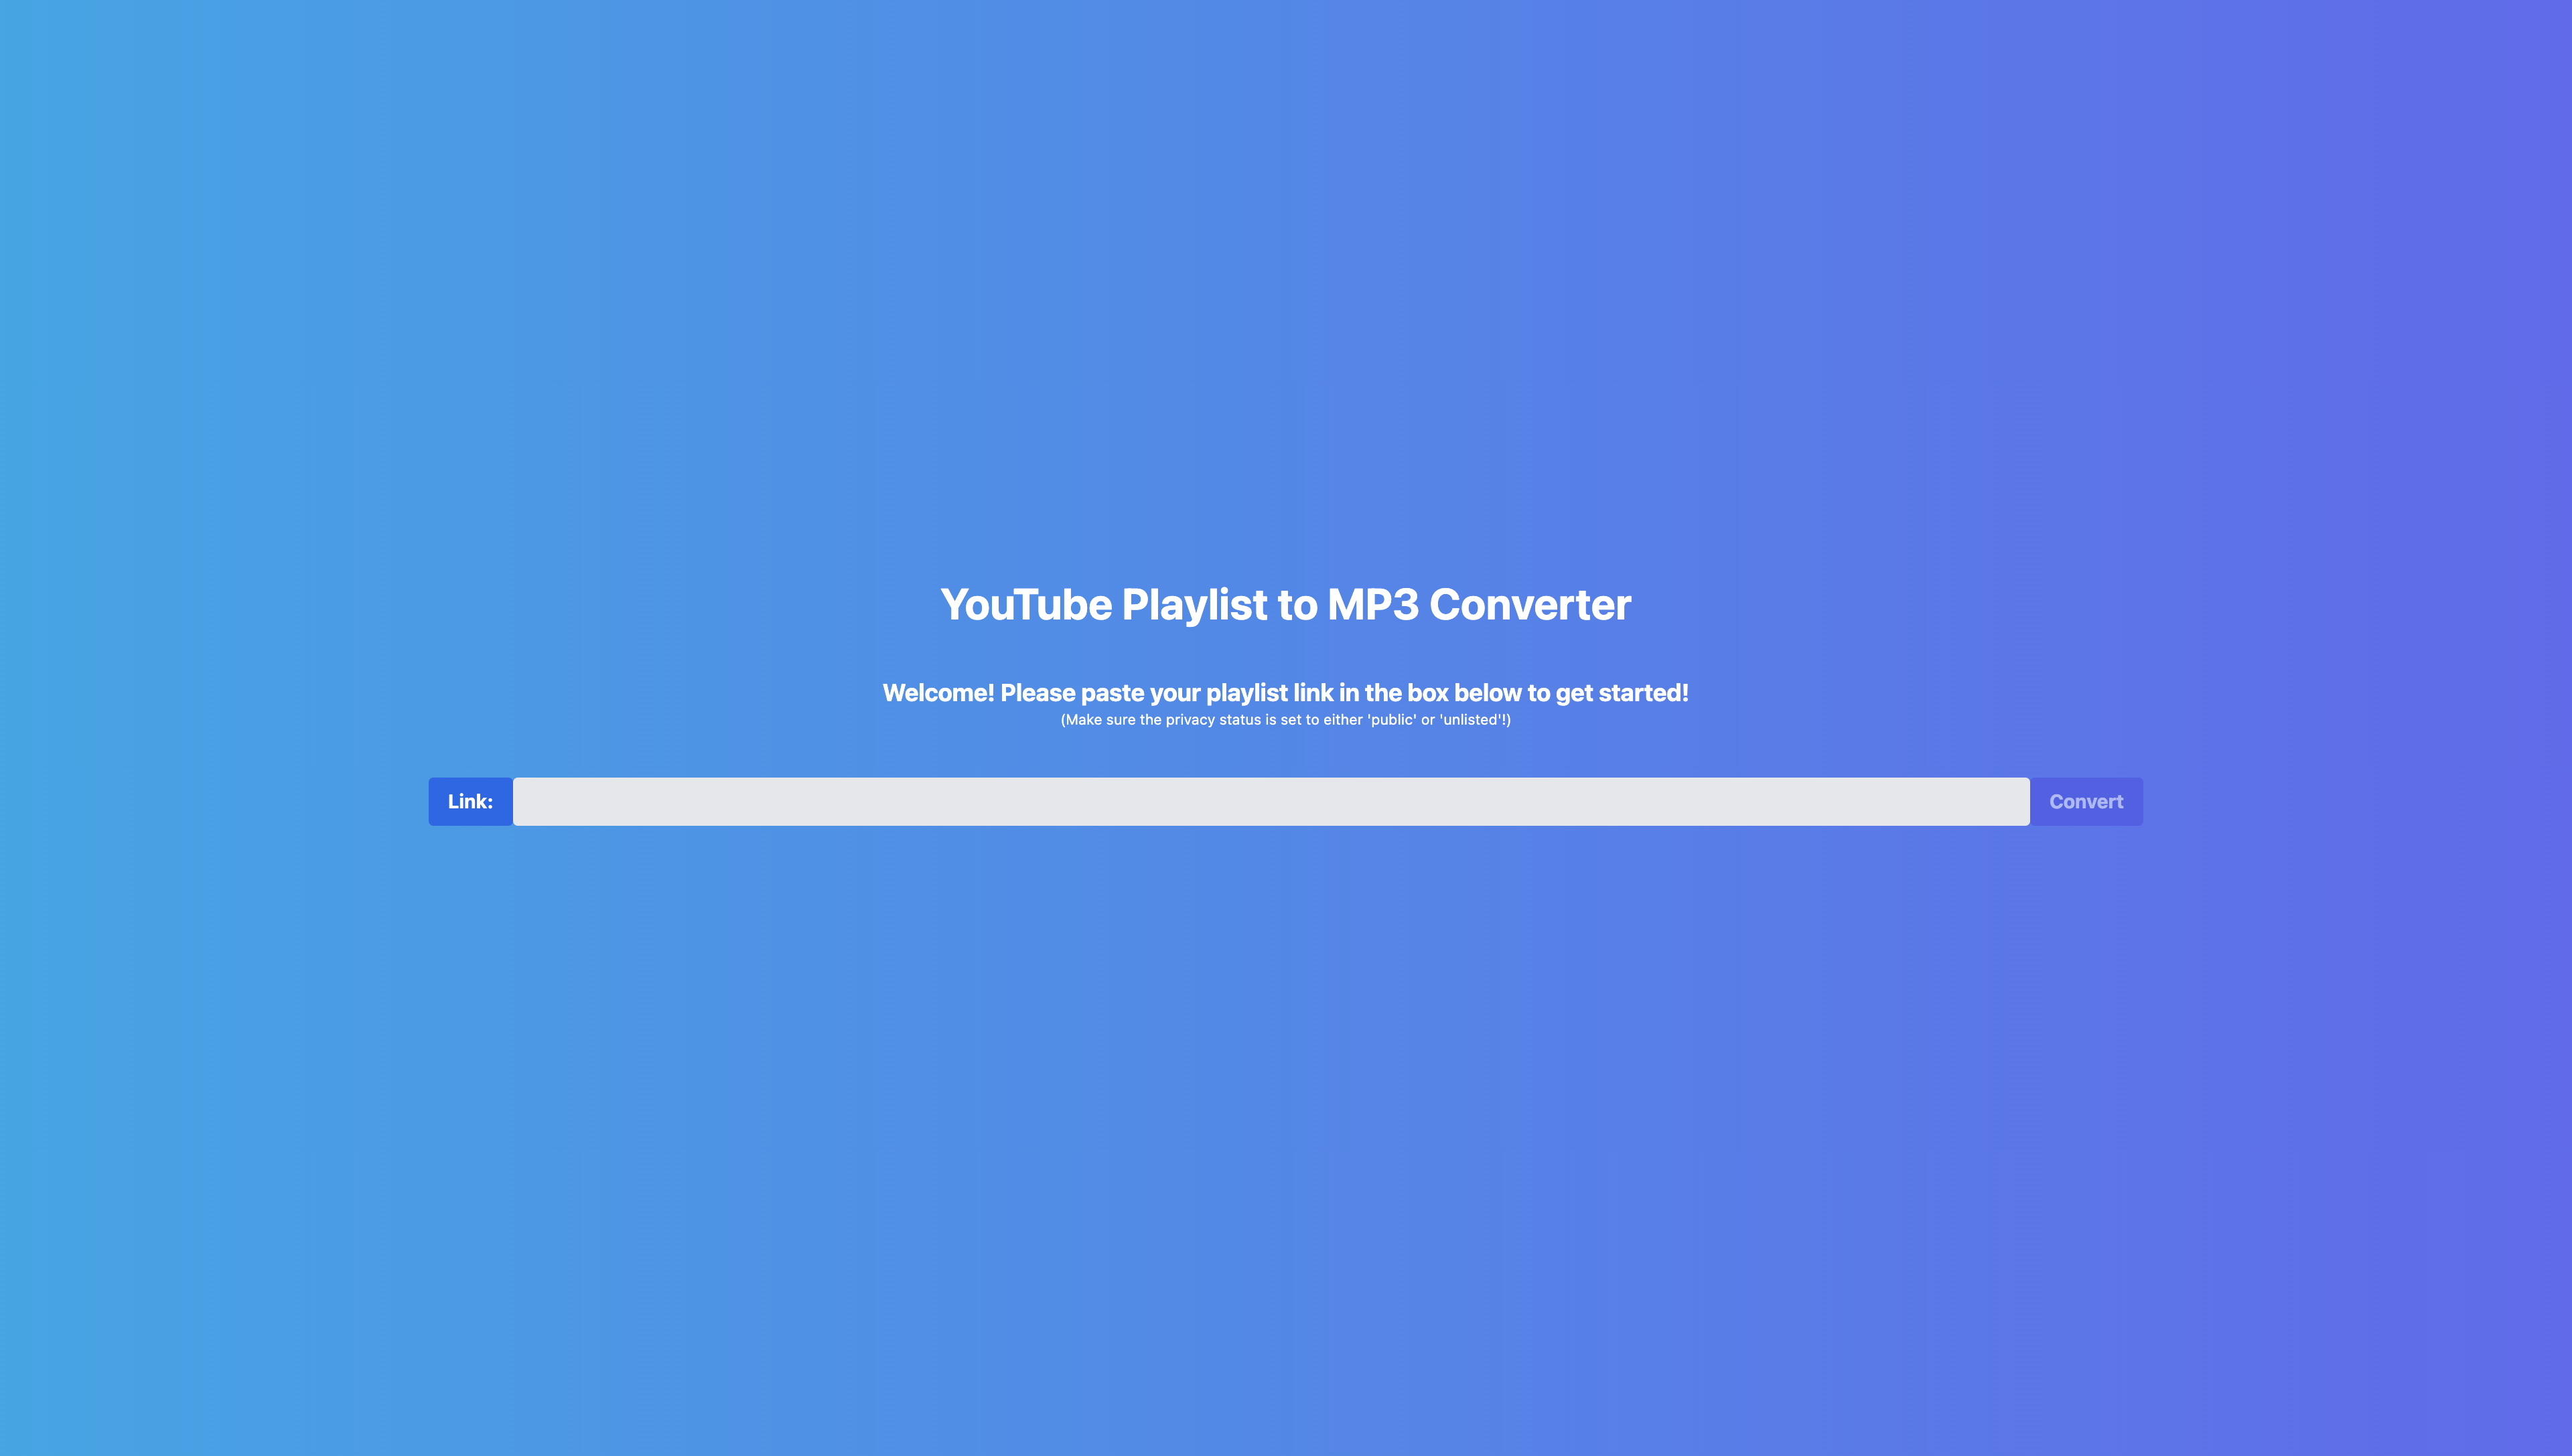 YouTube Playlist to MP3 Converter
Welcome! Please paste your playlist link in the box below to get started!
(Make sure the privacy status is set to either 'public' or 'unlisted'!)
Link:
Convert